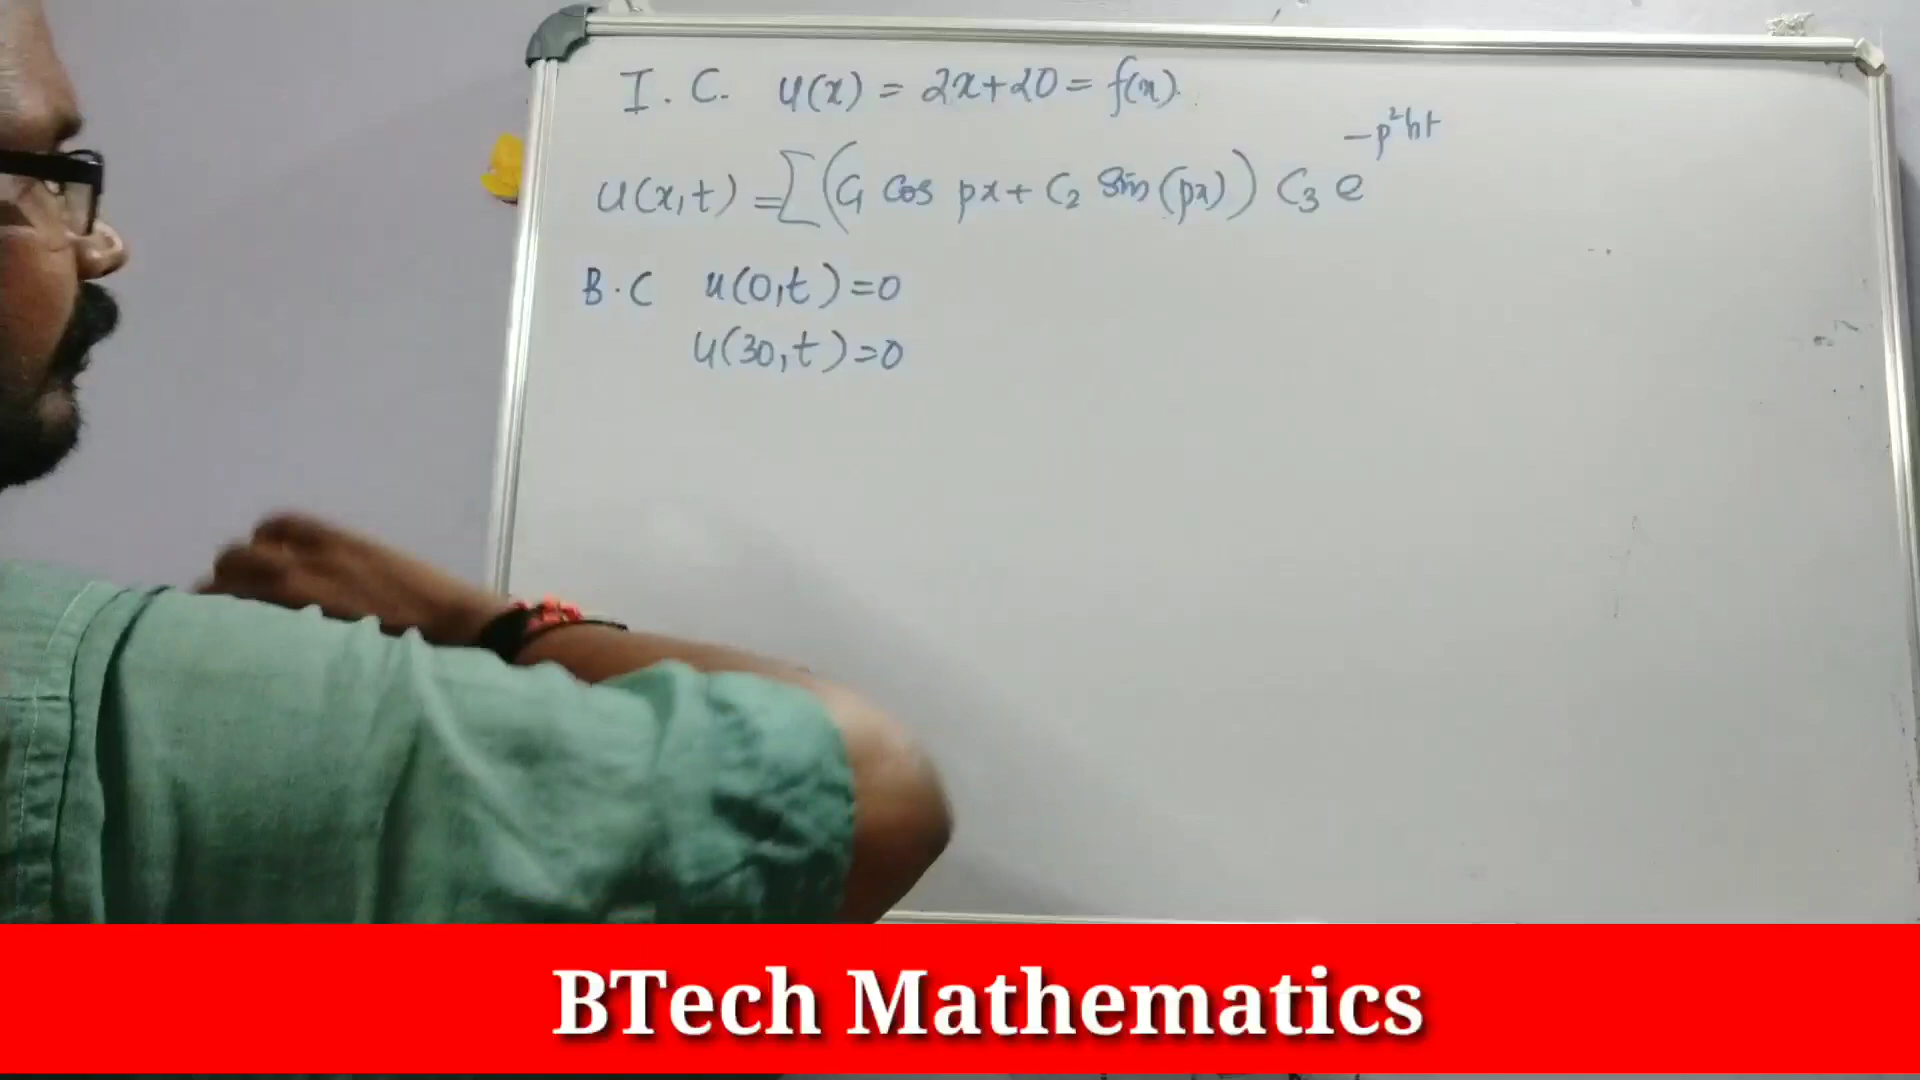 I. C. u(x) = 2x+20 = f(x).
u(x,t) = ∑(C₁ cos px + C₂ sin(px)) C₃ e^{-p²ht}
B.C u(0,t)=0
u(30,t)=0
BTech Mathematics